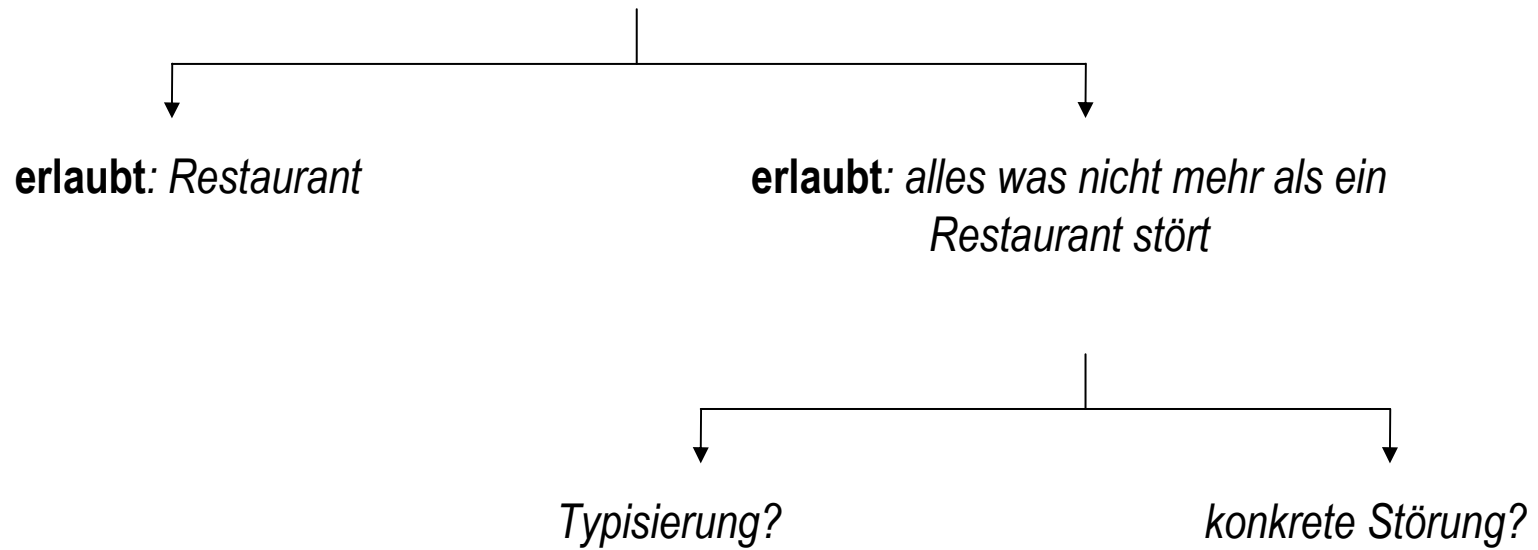 erlaubt: Restaurant
erlaubt: alles was nicht mehr als ein
Restaurant stört
Typisierung?
konkrete Störung?